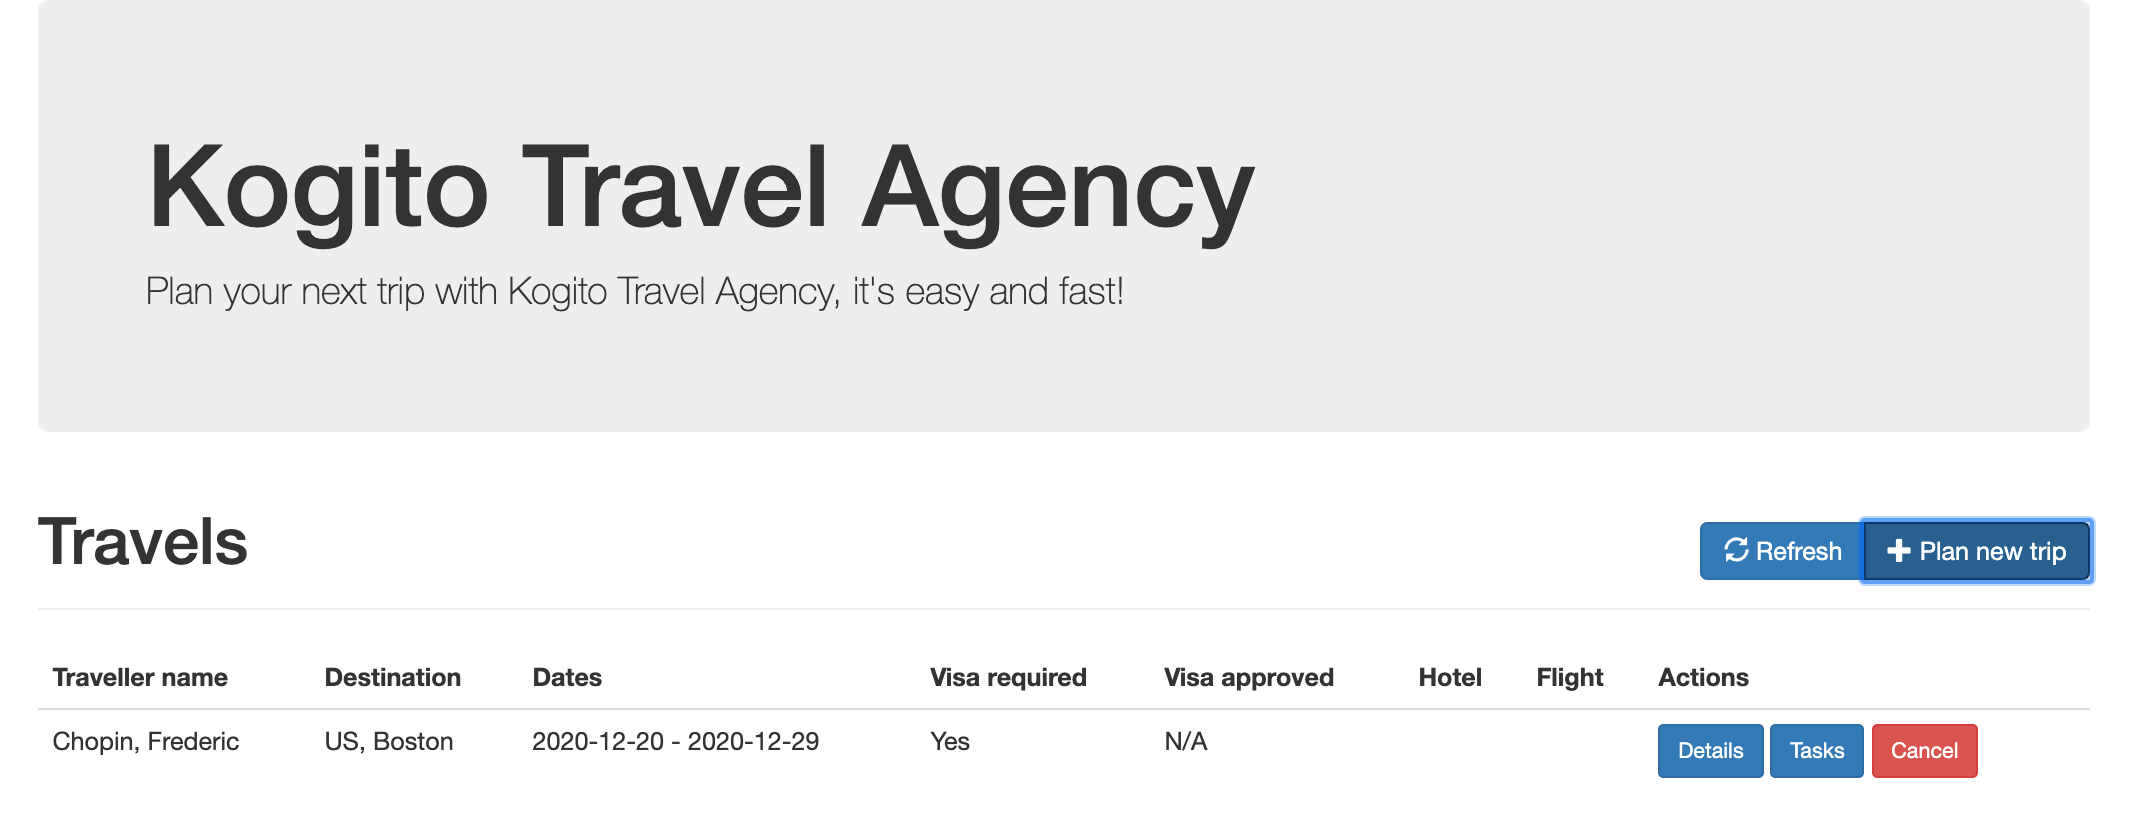 Kogito Travel Agency
Plan your next trip with Kogito Travel Agency, it's easy and fast!
Travels
Refresh
Plan new trip
Traveller name Destination Dates Visa required Visa approved Hotel Flight Actions
Chopin, Frederic US, Boston 2020-12-20 - 2020-12-29 Yes N/A Details Tasks Cancel